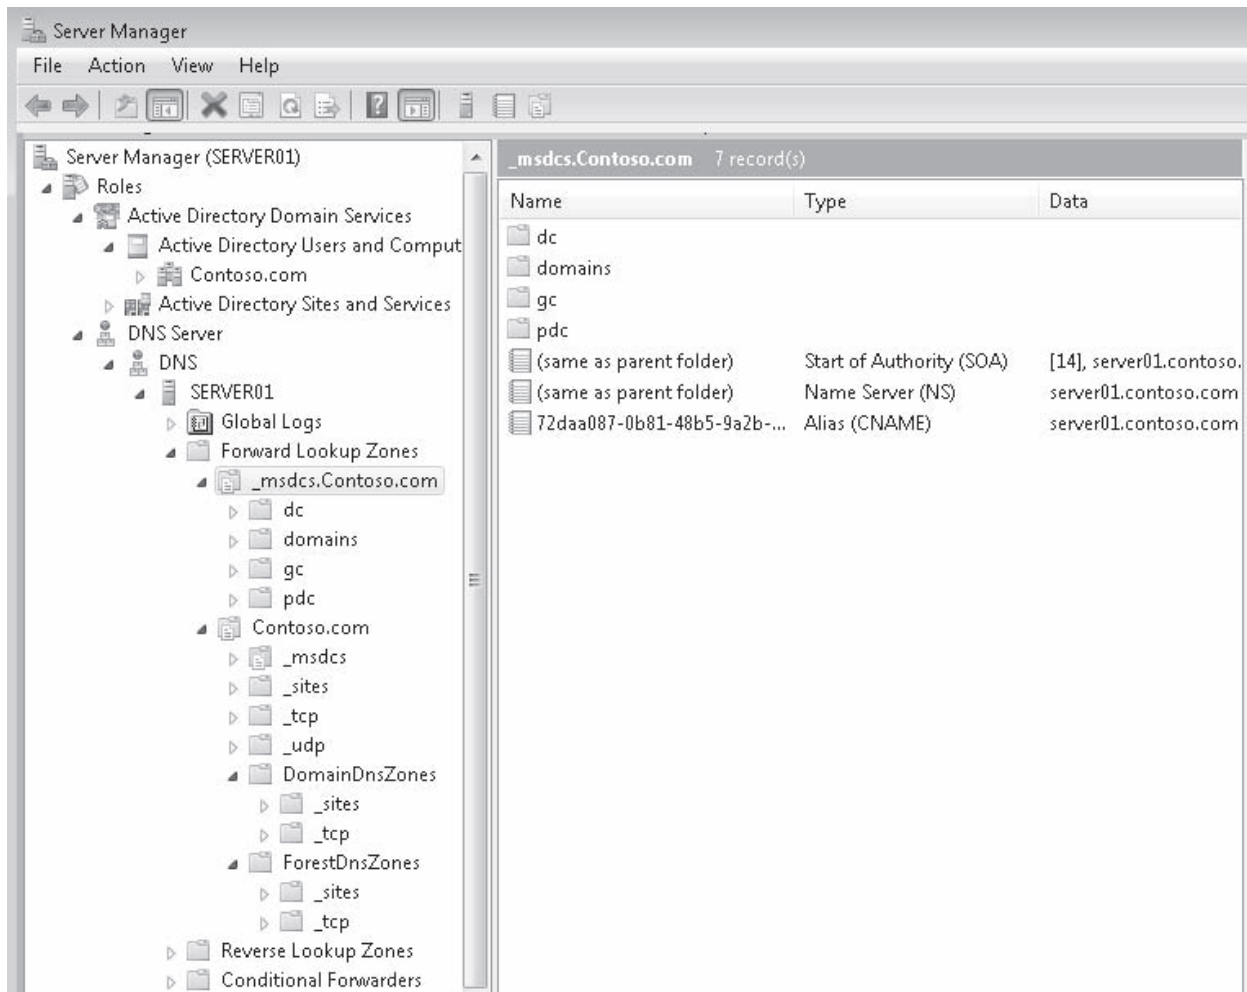 Server Manager
File Action View Help
Server Manager (SERVER01)
Roles
Active Directory Domain Services
Active Directory Users and Comput
Contoso.com
Active Directory Sites and Services
DNS Server
DNS
SERVER01
Global Logs
Forward Lookup Zones
_msdcs.Contoso.com
dc
domains
gc
pdc
Contoso.com
_msdcs
_sites
_tcp
_udp
DomainDnsZones
_sites
_tcp
ForestDnsZones
_sites
_tcp
Reverse Lookup Zones
Conditional Forwarders
_msdcs.Contoso.com 7 record(s)
Name Type Data
dc
domains
gc
pdc
(same as parent folder) Start of Authority (SOA) [14], server01.contoso.
(same as parent folder) Name Server (NS) server01.contoso.com
72daa087-0b81-48b5-9a2b-... Alias (CNAME) server01.contoso.com